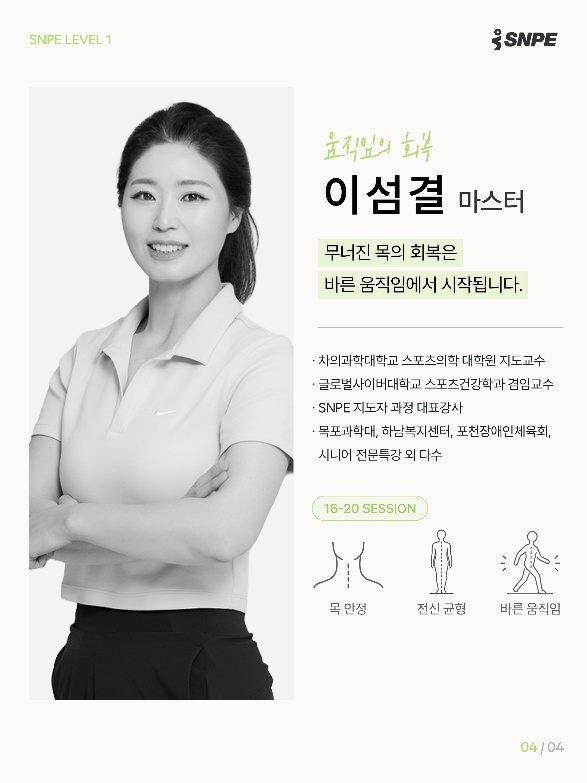 SNPE LEVEL 1
SNPE
움직임의 회복
이섬결 마스터
무너진 목의 회복은
바른 움직임에서 시작됩니다.
· 차의과학대학교 스포츠의학 대학원 지도교수
· 글로벌사이버대학교 스포츠건강학과 겸임교수
· SNPE 지도자 과정 대표강사
· 목포과학대, 하남복지센터, 포천장애인체육회,
시니어 전문특강 외 다수
16-20 SESSION
목 안정
전신 균형
바른 움직임
04 / 04